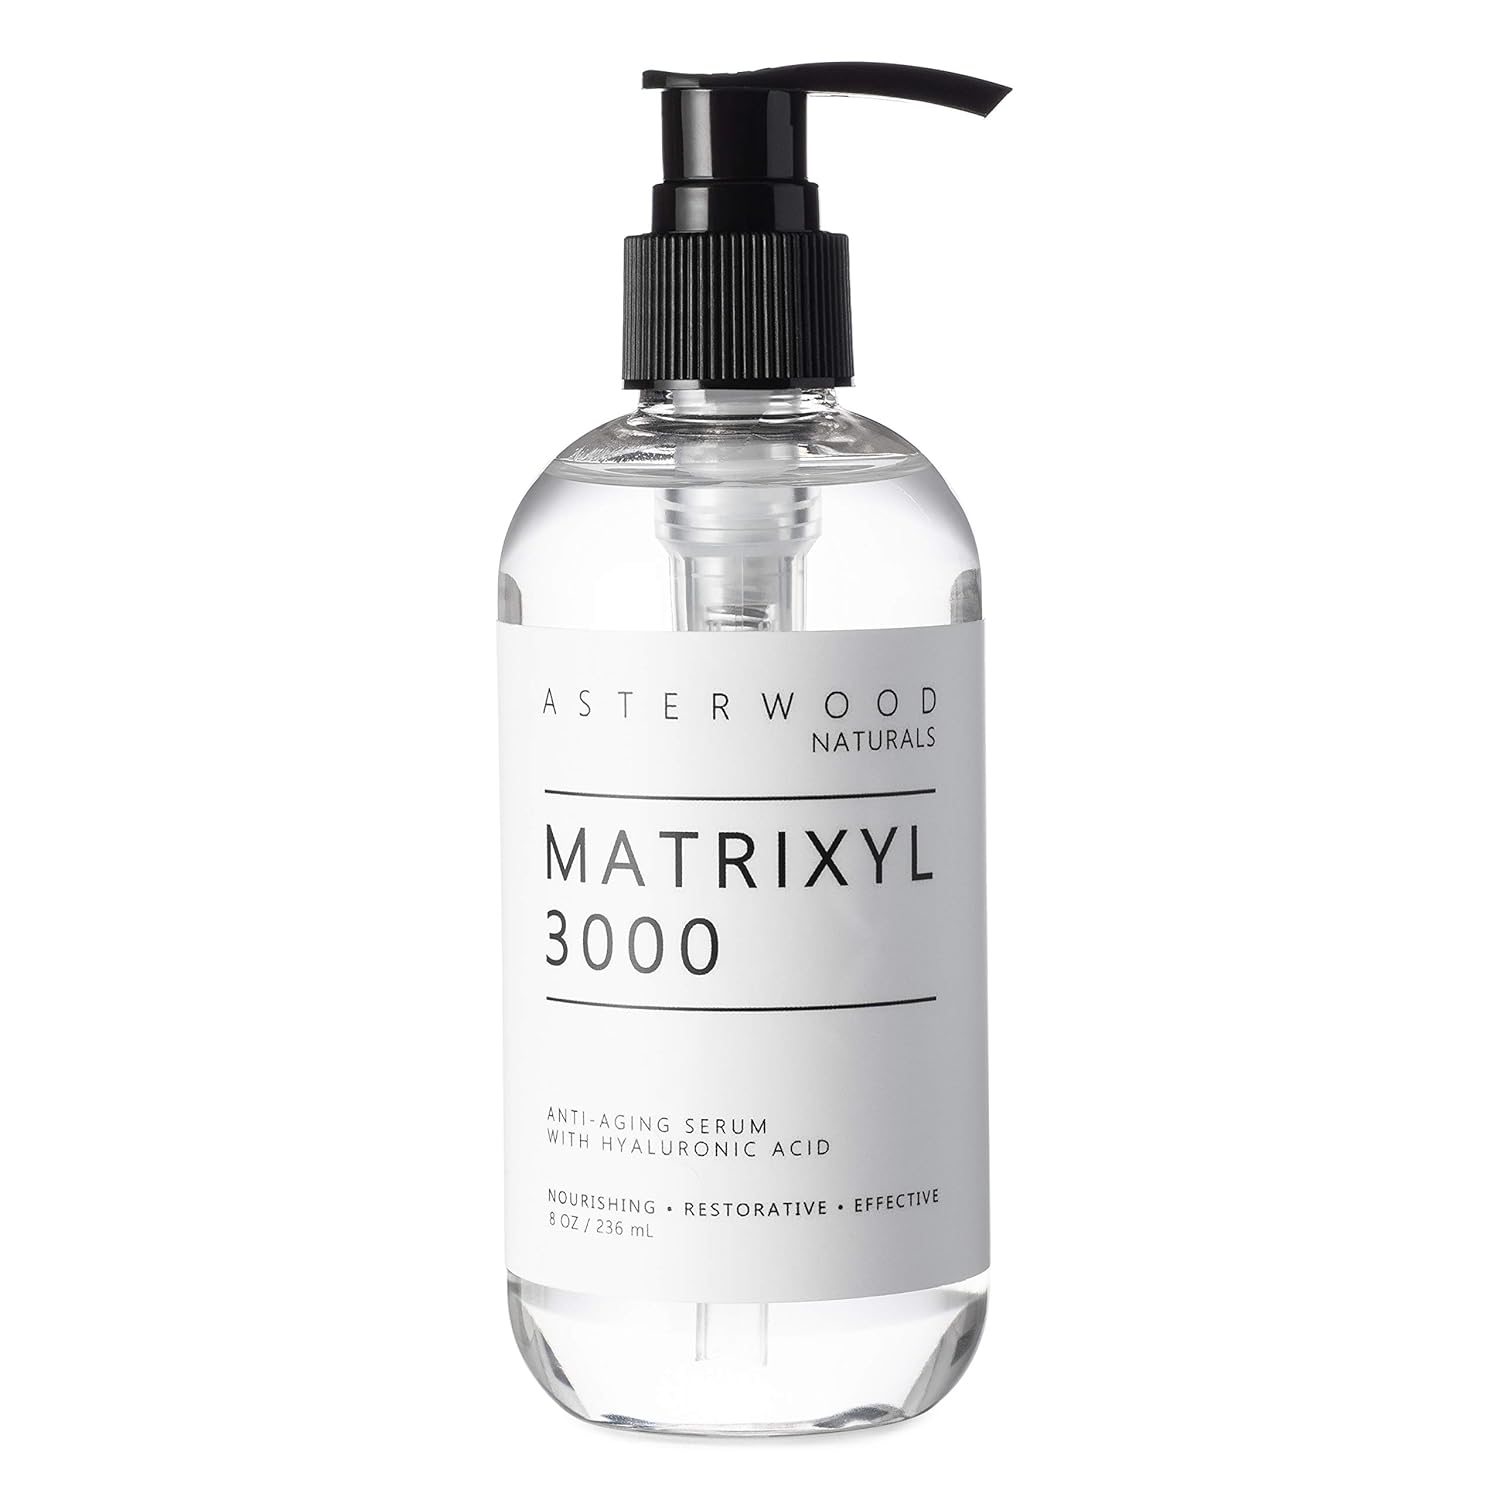 ASTERWOOD
NATURALS
MATRIXYL
3000
ANTI-AGING SERUM
WITH HYALURONIC ACID
NOURISHING • RESTORATIVE • EFFECTIVE
8 OZ / 236 mL